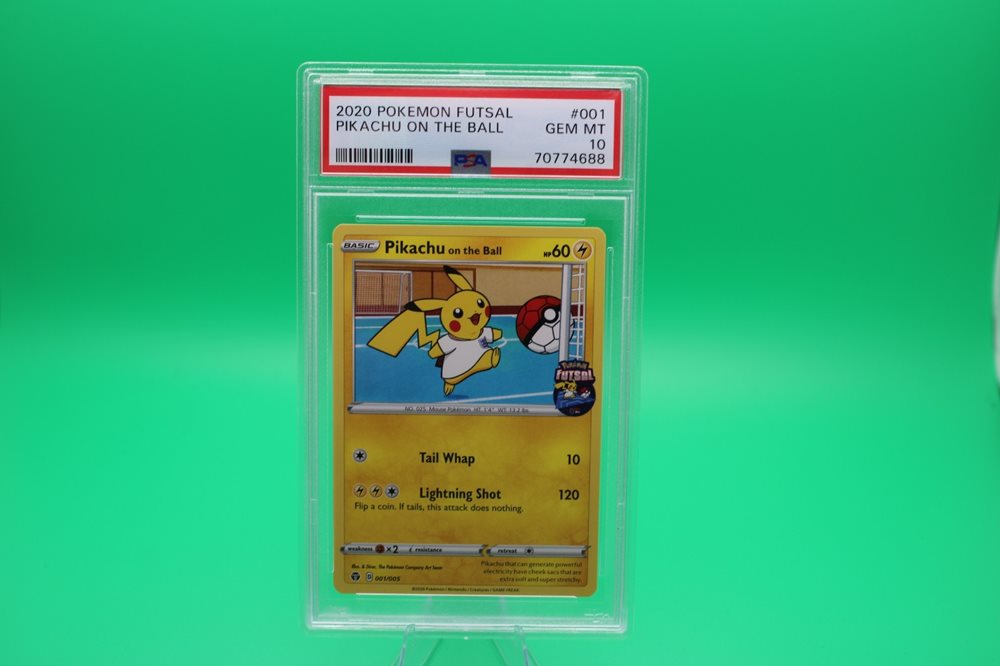 2020 POKEMON FUTSAL #001
PIKACHU ON THE BALL GEM MT
10
PSA 70774688
BASIC Pikachu on the Ball HP60
Pokémon
FUTSAL
NO. 025 Mouse Pokémon HT: 1'4" WT: 13.2 lbs.
Tail Whap 10
Lightning Shot 120
Flip a coin. If tails, this attack does nothing.
weakness ×2 resistance retreat
Illus. & Direc. The Pokémon Company Art Team
Pikachu that can generate powerful
electricity have cheek sacs that are
extra soft and super stretchy.
D 001/005
©2020 Pokémon / Nintendo / Creatures / GAME FREAK